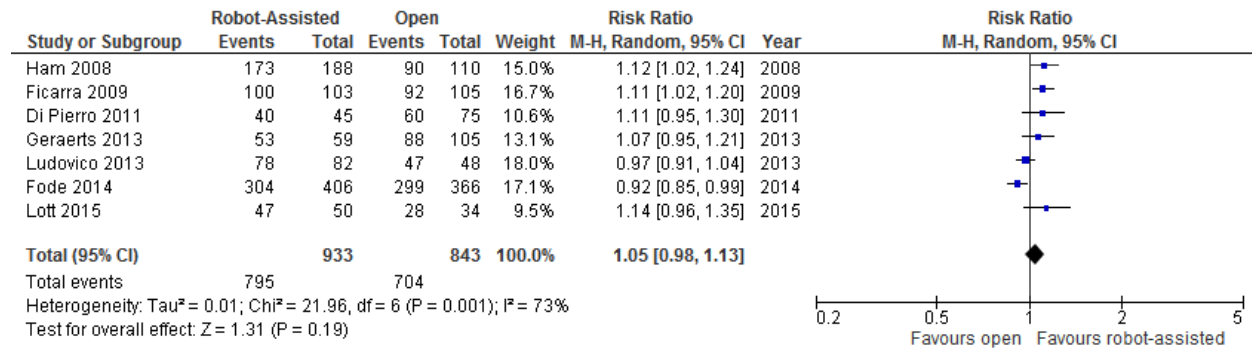 Robot-Assisted Open Risk Ratio Risk Ratio
Study or Subgroup Events Total Events Total Weight M-H, Random, 95% CI Year M-H, Random, 95% CI
Ham 2008 173 188 90 110 15.0% 1.12 [1.02, 1.24] 2008
Ficarra 2009 100 103 92 105 16.7% 1.11 [1.02, 1.20] 2009
Di Pierro 2011 40 45 60 75 10.6% 1.11 [0.95, 1.30] 2011
Geraerts 2013 53 59 88 105 13.1% 1.07 [0.95, 1.21] 2013
Ludovico 2013 78 82 47 48 18.0% 0.97 [0.91, 1.04] 2013
Fode 2014 304 406 299 366 17.1% 0.92 [0.85, 0.99] 2014
Lott 2015 47 50 28 34 9.5% 1.14 [0.96, 1.35] 2015
Total (95% CI) 933 843 100.0% 1.05 [0.98, 1.13]
Total events 795 704
Heterogeneity: Tau² = 0.01; Chi² = 21.96, df = 6 (P = 0.001); I² = 73%
Test for overall effect: Z = 1.31 (P = 0.19)
0.2 0.5 1 2 5
Favours open Favours robot-assisted